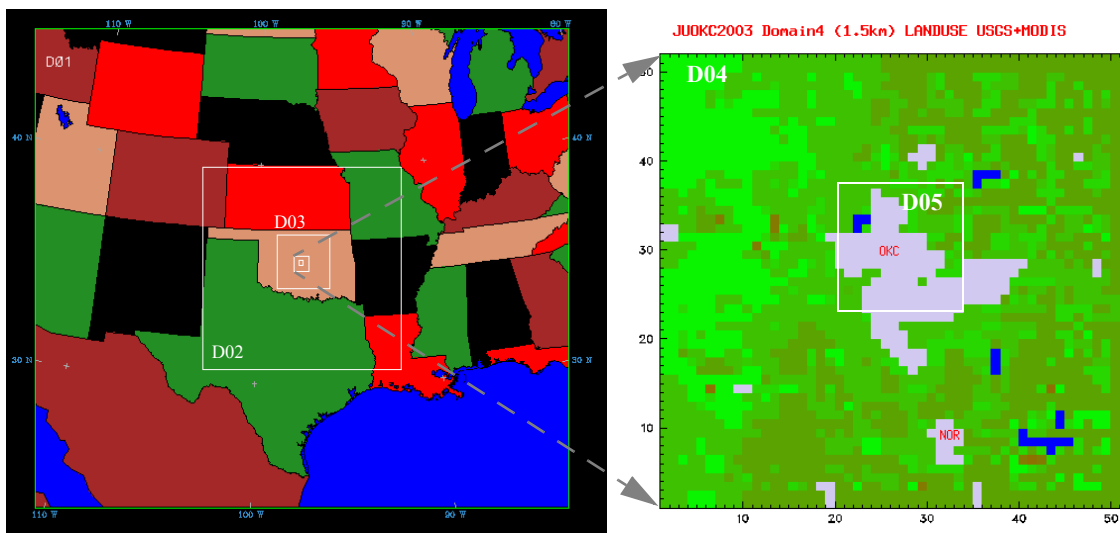 110 W
100 W
90 W
80 W
DØ1
40 N
40 N
D03
D02
30 N
30 N
110 W
100 W
90 W
JUOKC2003 Domain4 (1.5km) LANDUSE USGS+MODIS
D04
50
40
D05
30
OKC
20
10
NOR
10
20
30
40
50